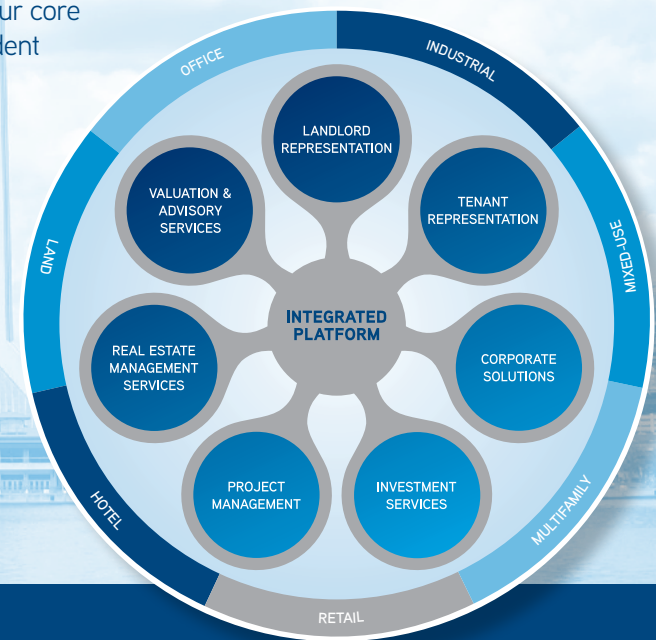 ur core
dent
OFFICE
INDUSTRIAL
LAND
MIXED-USE
HOTEL
MULTIFAMILY
RETAIL
LANDLORD
REPRESENTATION
VALUATION &
ADVISORY
SERVICES
TENANT
REPRESENTATION
INTEGRATED
PLATFORM
REAL ESTATE
MANAGEMENT
SERVICES
CORPORATE
SOLUTIONS
PROJECT
MANAGEMENT
INVESTMENT
SERVICES